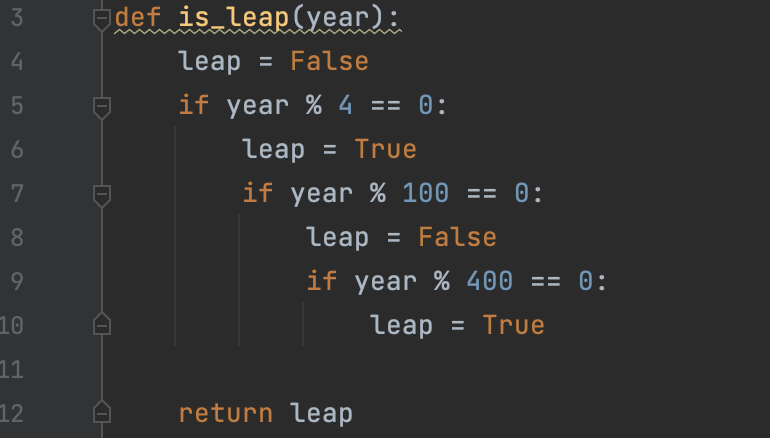 3 def is_leap(year):
4     leap = False
5     if year % 4 == 0:
6         leap = True
7         if year % 100 == 0:
8             leap = False
9             if year % 400 == 0:
10                 leap = True
11
12     return leap